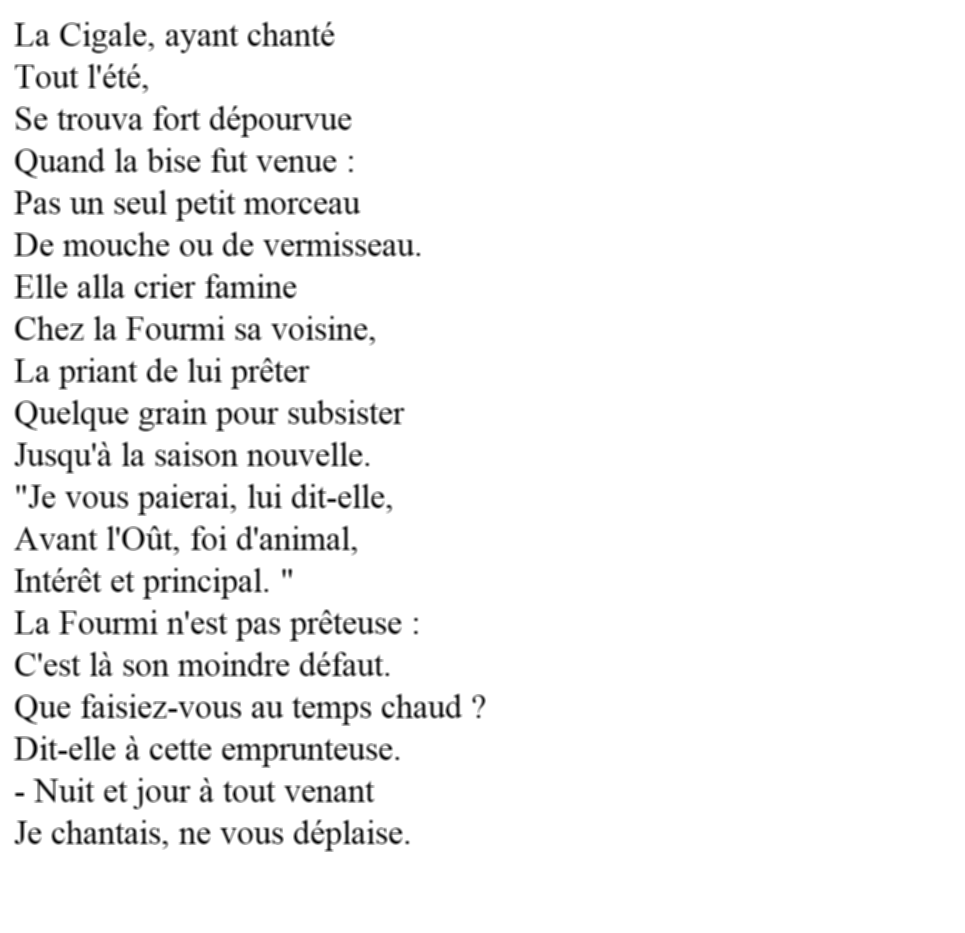 La Cigale, ayant chanté
Tout l'été,
Se trouva fort dépourvue
Quand la bise fut venue :
Pas un seul petit morceau
De mouche ou de vermisseau.
Elle alla crier famine
Chez la Fourmi sa voisine,
La priant de lui prêter
Quelque grain pour subsister
Jusqu'à la saison nouvelle.
"Je vous paierai, lui dit-elle,
Avant l'Oût, foi d'animal,
Intérêt et principal. "
La Fourmi n'est pas prêteuse :
C'est là son moindre défaut.
Que faisiez-vous au temps chaud ?
Dit-elle à cette emprunteuse.
- Nuit et jour à tout venant
Je chantais, ne vous déplaise.